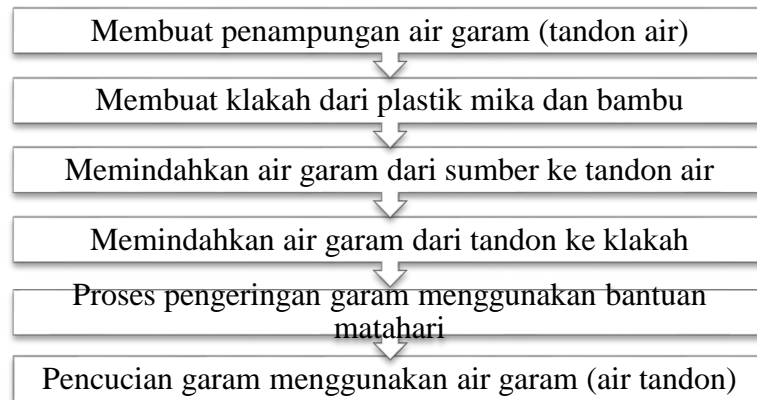 Membuat penampungan air garam (tandon air)
Membuat klakah dari plastik mika dan bambu
Memindahkan air garam dari sumber ke tandon air
Memindahkan air garam dari tandon ke klakah
Proses pengeringan garam menggunakan bantuan
matahari
Pencucian garam menggunakan air garam (air tandon)